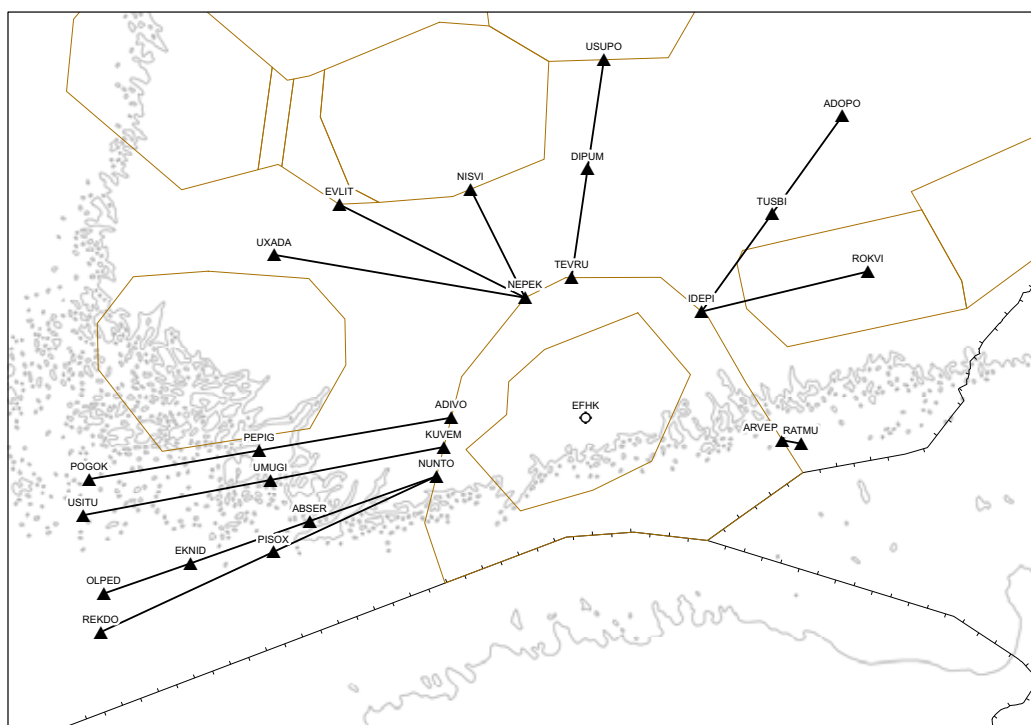 USUPO
ADOPO
DIPUM
NISVI
EVLIT
TUSBI
UXADA
ROKVI
TEVRU
NEPEK
IDEPI
ADIVO
EFHK
ARVEP
RATMU
KUVEM
PEPIG
POGOK
NUNTO
UMUGI
USITU
ABSER
PISOX
EKNID
OLPED
REKDO